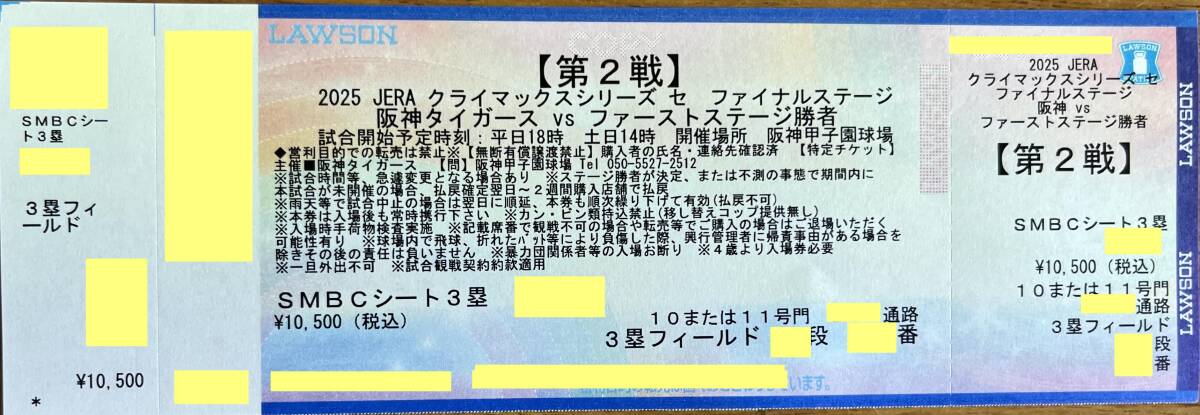 SMBCシー
ト3塁
3塁フィ
ールド
¥10,500
*
LAWSON
【第2戦】
2025 JERA クライマックスシリーズ セ ファイナルステージ
阪神タイガース vs ファーストステージ勝者
試合開始予定時刻:平日18時 土日14時 開催場所 阪神甲子園球場
◆営利目的での転売は禁止※【無断有償譲渡禁止】購入者の氏名・連絡先確認済 【特定チケット】
主催■阪神タイガース 【問】阪神甲子園球場 Tel 050-5527-2512
※試合時間等、急遽変更となる場合あり ※ステージ勝者が決定、または不測の事態で期間内に
本試合が未開催の場合、払戻確定翌日~2週間購入店舗で払戻
※雨天等で試合中止の場合は翌日に順延、本券も順次繰り下げて有効(払戻不可)
※本券は入場後も常時携行下さい ※カン・ビン類持込禁止(移し替えコップ提供無し)
※入場時手荷物検査実施 ※記載席番で観戦不可の場合や転売等でご購入の場合はご退場いただく
可能性有り ※球場内で飛球、折れたバット等により負傷した際、興行管理者に帰責事由がある場合を
除きその後の責任は負いません ※暴力団関係者等の入場お断り ※4歳より入場券必要
※一旦外出不可 ※試合観戦契約約款適用
SMBCシート3塁
¥10,500 (税込)
10または11号門 通路
3塁フィールド 段 番
LAWSON
2025 JERA
クライマックスシリーズ セ
ファイナルステージ
阪神 vs
ファーストステージ勝者
【第2戦】
SMBCシート3塁
¥10,500 (税込)
10または11号門
通路
3塁フィールド
段
番
LAWSON
LAWSON